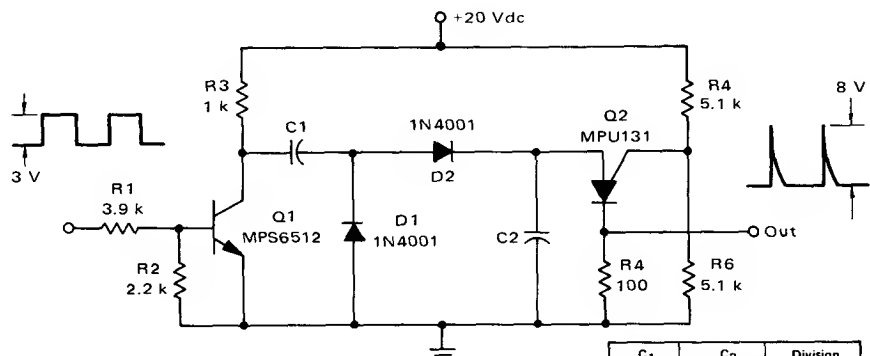 +20 Vdc
R3
1 k
C1
1N4001
D2
Q2
MPU131
R4
5.1 k
8 V
3 V
R1
3.9 k
Q1
MPS6512
D1
1N4001
C2
Out
R2
2.2 k
R4
100
R6
5.1 k
C1 C2 Division